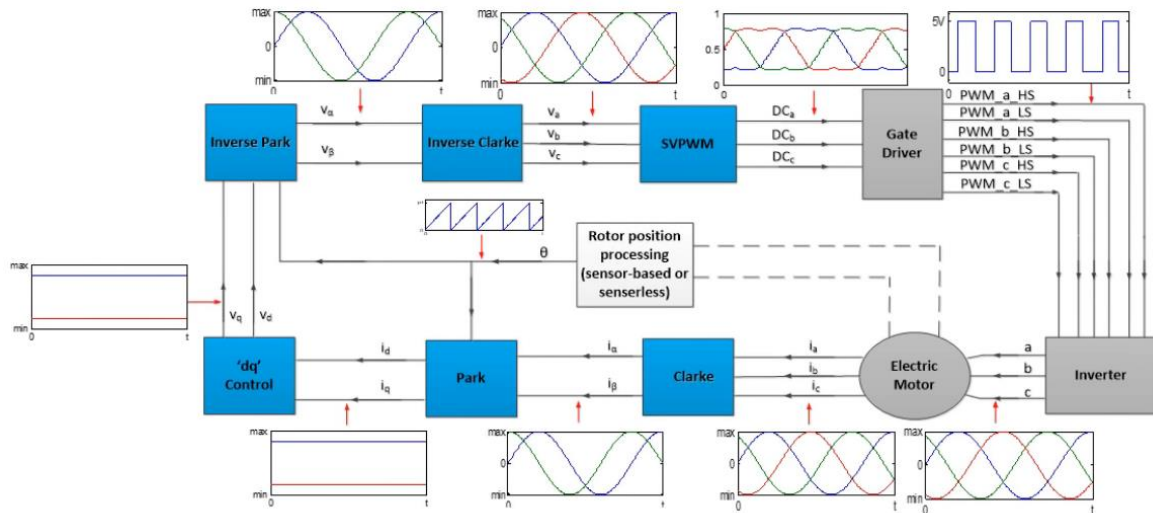 max
0
min
0
t
max
0
min
0
t
1
0.5
0
0
t
5V
0
0
t
Inverse Park
vα
vβ
Inverse Clarke
va
vb
vc
SVPWM
DCa
DCb
DCc
Gate
Driver
PWM_a_HS
PWM_a_LS
PWM_b_HS
PWM_b_LS
PWM_c_HS
PWM_c_LS
0
Rotor position
processing
(sensor-based or
senserless)
θ
max
min
0
t
vq
vd
'dq'
Control
id
iq
Park
iα
iβ
Clarke
ia
ib
ic
Electric
Motor
a
b
c
Inverter
max
min
0
t
max
0
min
0
t
max
0
min
0
t
max
0
min
0
t